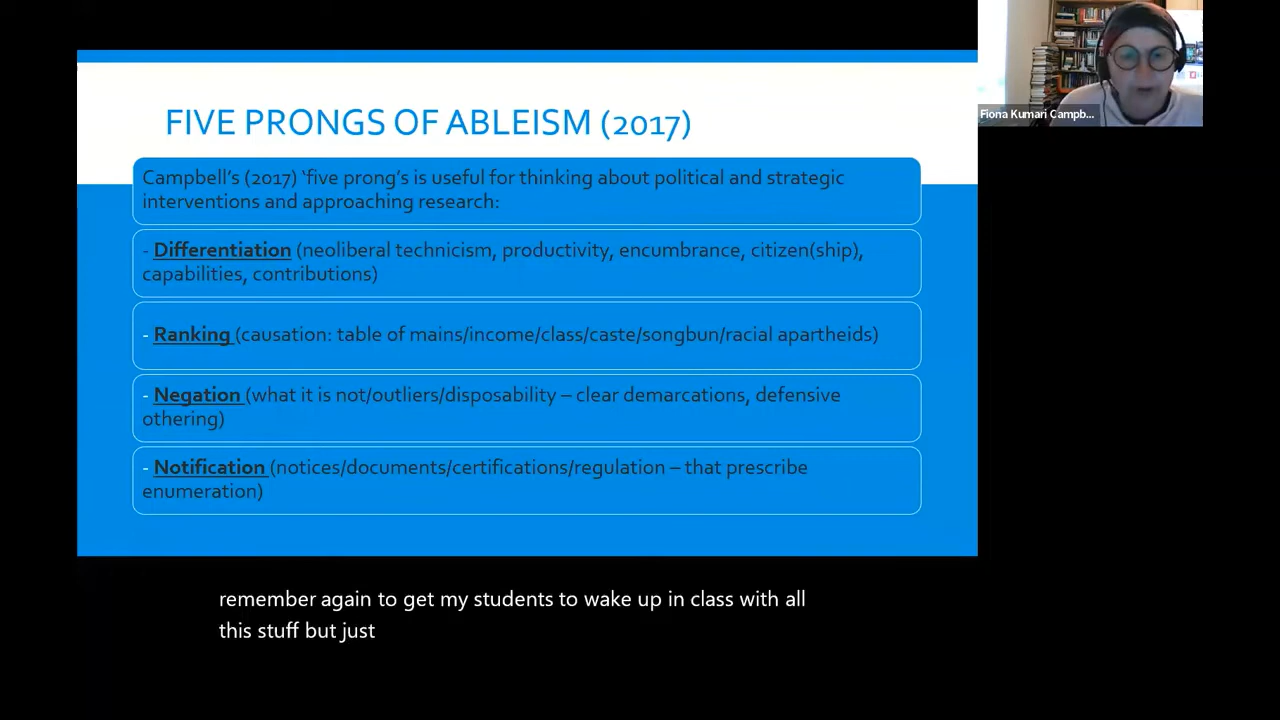 FIVE PRONGS OF ABLEISM (2017)
Campbell's (2017) 'five prong's is useful for thinking about political and strategic
interventions and approaching research:
- Differentiation (neoliberal technicism, productivity, encumbrance, citizen(ship),
capabilities, contributions)
- Ranking (causation: table of mains/income/class/caste/songbun/racial apartheids)
- Negation (what it is not/outliers/disposability – clear demarcations, defensive
othering)
- Notification (notices/documents/certifications/regulation – that prescribe
enumeration)
Fiona Kumari Campb...
remember again to get my students to wake up in class with all
this stuff but just